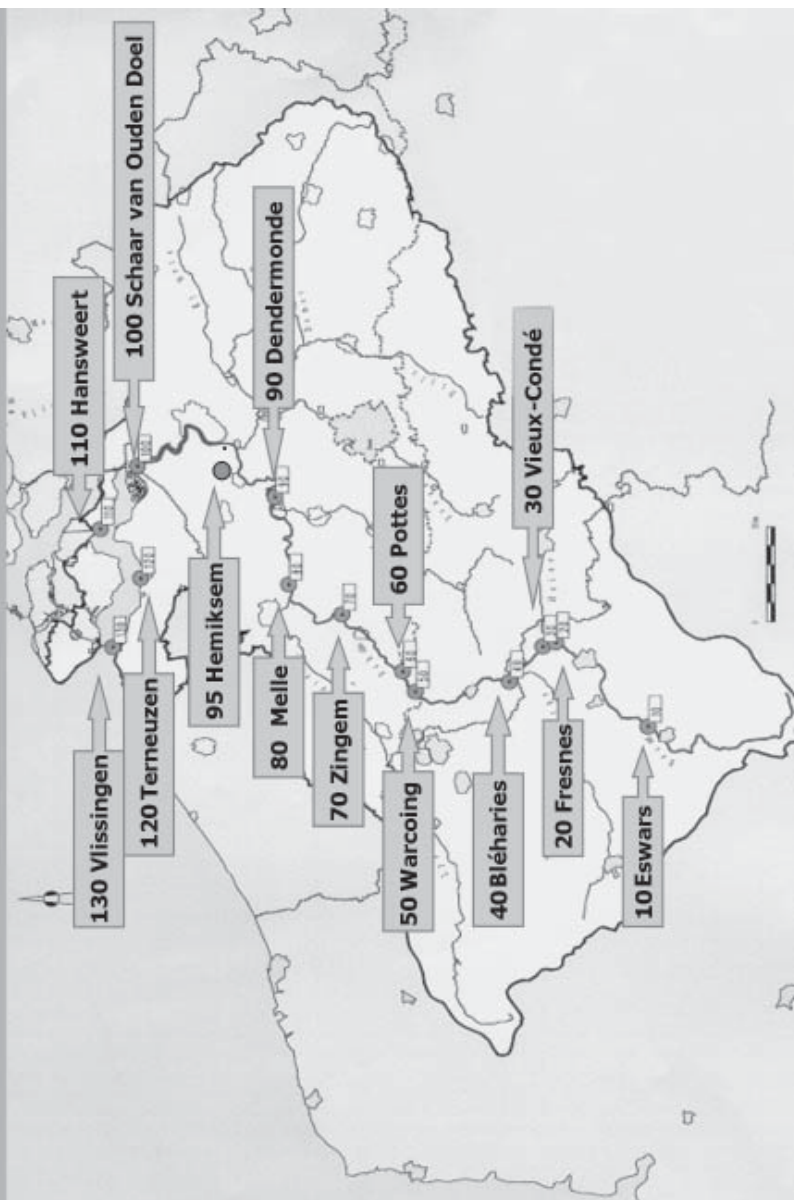 110 Hansweert
130 Vlissingen
100 Schaar van Ouden Doel
120 Terneuzen
95 Hemiksem
90 Dendermonde
80 Melle
70 Zingem
60 Pottes
50 Warcoing
40 Bléharies
30 Vieux-Condé
20 Fresnes
10 Eswars